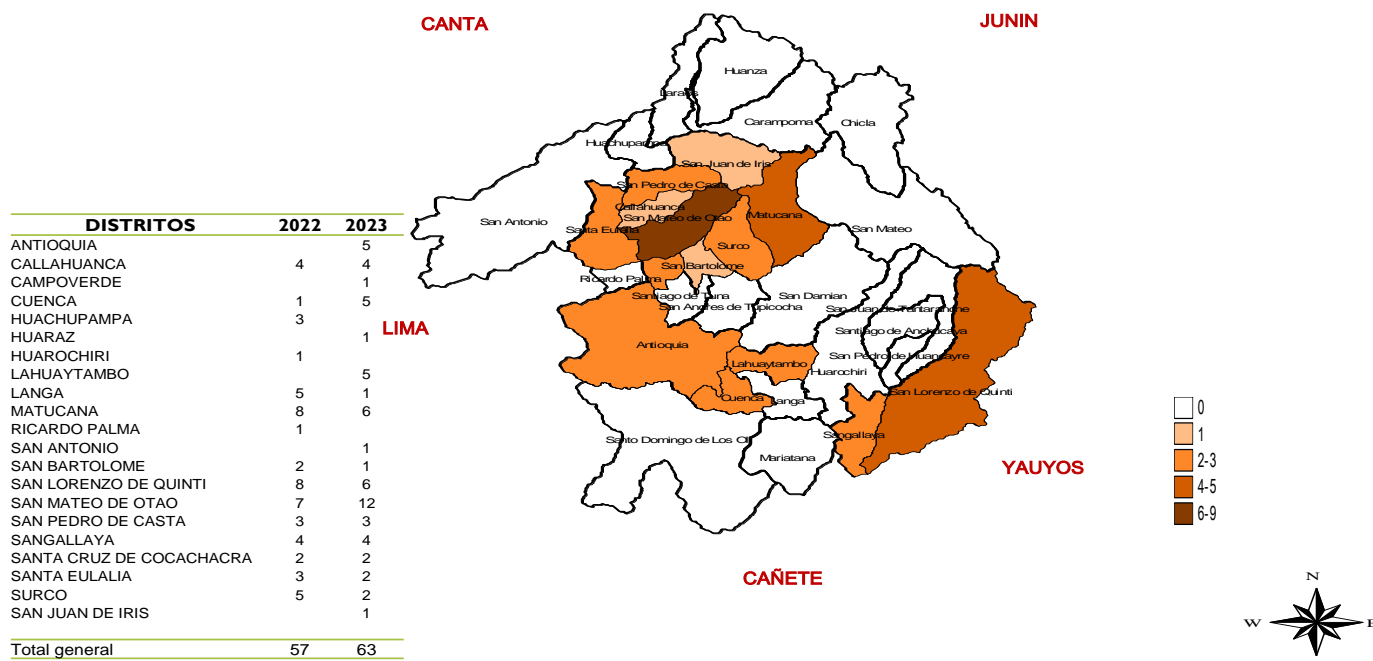 CANTA
JUNIN
Huanza
Laraos
Carampoma
Chicla
Huachupampa
San Juan de Iris
San Pedro de Casta
Callahuanca
San Mateo de Otao
Matucana
San Antonio
Santa Eulalia
San Mateo
Surco
San Bartolome
Ricardo Palma
Santiago de Tuna
San Damian
San Andres de Tupicocha
San Juan de Tantaranche
LIMA
Santiago de Anchucaya
Antioquia
San Pedro de Huancayre
Lahuaytambo
Huarochiri
San Lorenzo de Quinti
Cuenca
Langa
Sangallaya
Santo Domingo de Los Ol
Mariatana
YAUYOS
CAÑETE
DISTRITOS 2022 2023
ANTIOQUIA 5
CALLAHUANCA 4 4
CAMPOVERDE 1
CUENCA 1 5
HUACHUPAMPA 3
HUARAZ 1
HUAROCHIRI 1
LAHUAYTAMBO 5
LANGA 5 1
MATUCANA 8 6
RICARDO PALMA 1
SAN ANTONIO 1
SAN BARTOLOME 2 1
SAN LORENZO DE QUINTI 8 6
SAN MATEO DE OTAO 7 12
SAN PEDRO DE CASTA 3 3
SANGALLAYA 4 4
SANTA CRUZ DE COCACHACRA 2 2
SANTA EULALIA 3 2
SURCO 5 2
SAN JUAN DE IRIS 1
Total general 57 63
0
1
2-3
4-5
6-9
N
W E